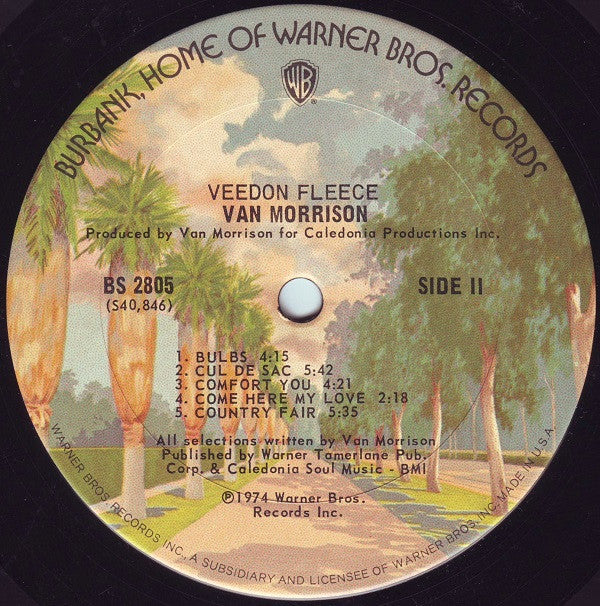 BURBANK, HOME OF WARNER BROS. RECORDS
WB
®
VEEDON FLEECE
VAN MORRISON
Produced by Van Morrison for Caledonia Productions Inc.
BS 2805
SIDE II
(S40,846)
1. BULBS 4:15
2. CUL DE SAC 5:42
3. COMFORT YOU 4:21
4. COME HERE MY LOVE 2:18
5. COUNTRY FAIR 5:35
All selections written by Van Morrison
Published by Warner Tamerlane Pub.
Corp. & Caledonia Soul Music - BMI
℗1974 Warner Bros.
Records Inc.
WARNER BROS. RECORDS INC., A SUBSIDIARY AND LICENSEE OF WARNER BROS. INC. MADE IN U.S.A.